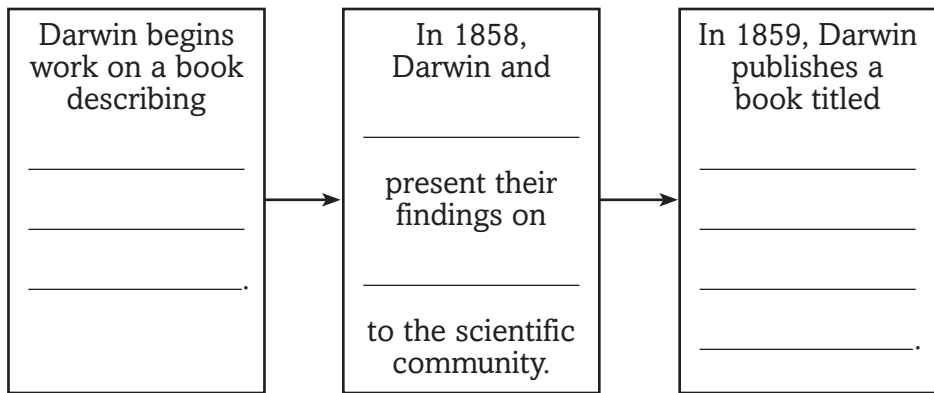 Darwin begins
work on a book
describing
.
In 1858,
Darwin and
present their
findings on
to the scientific
community.
In 1859, Darwin
publishes a
book titled
.